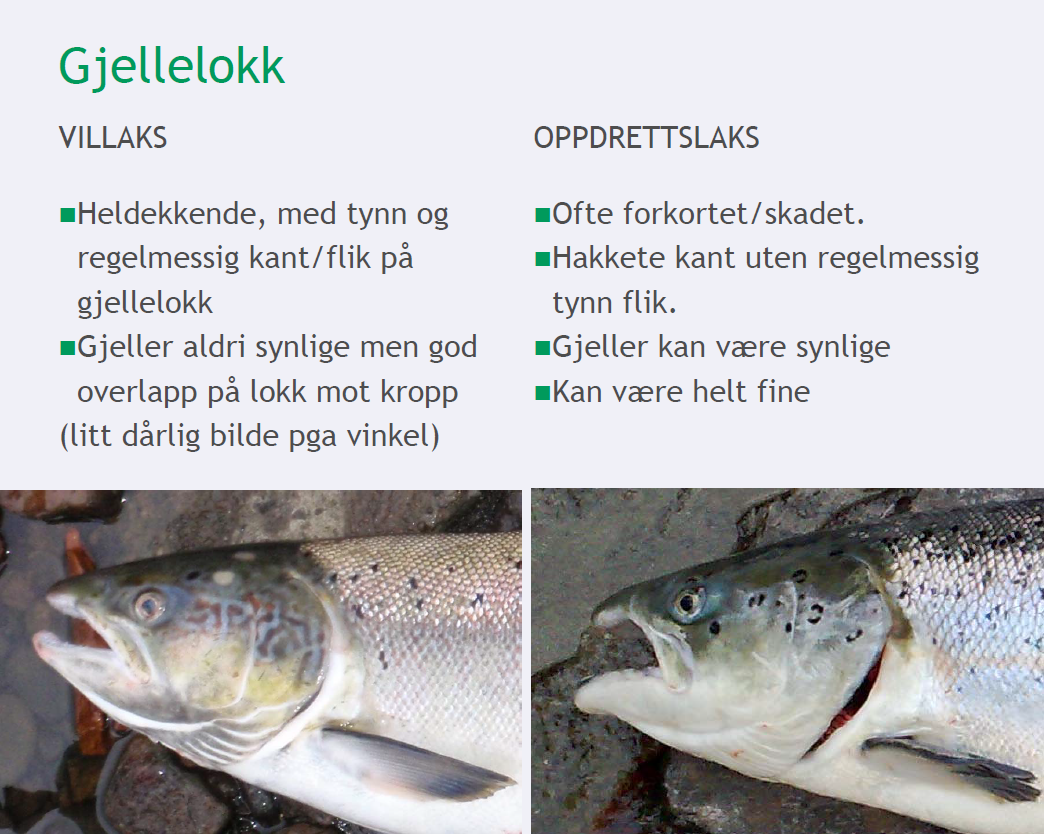 Gjellelokk
VILLAKS
■Heldekkende, med tynn og
regelmessig kant/flik på
gjellelokk
■Gjeller aldri synlige men god
overlapp på lokk mot kropp
(litt dårlig bilde pga vinkel)
OPPDRETTSLAKS
■Ofte forkortet/skadet.
■Hakkete kant uten regelmessig
tynn flik.
■Gjeller kan være synlige
■Kan være helt fine